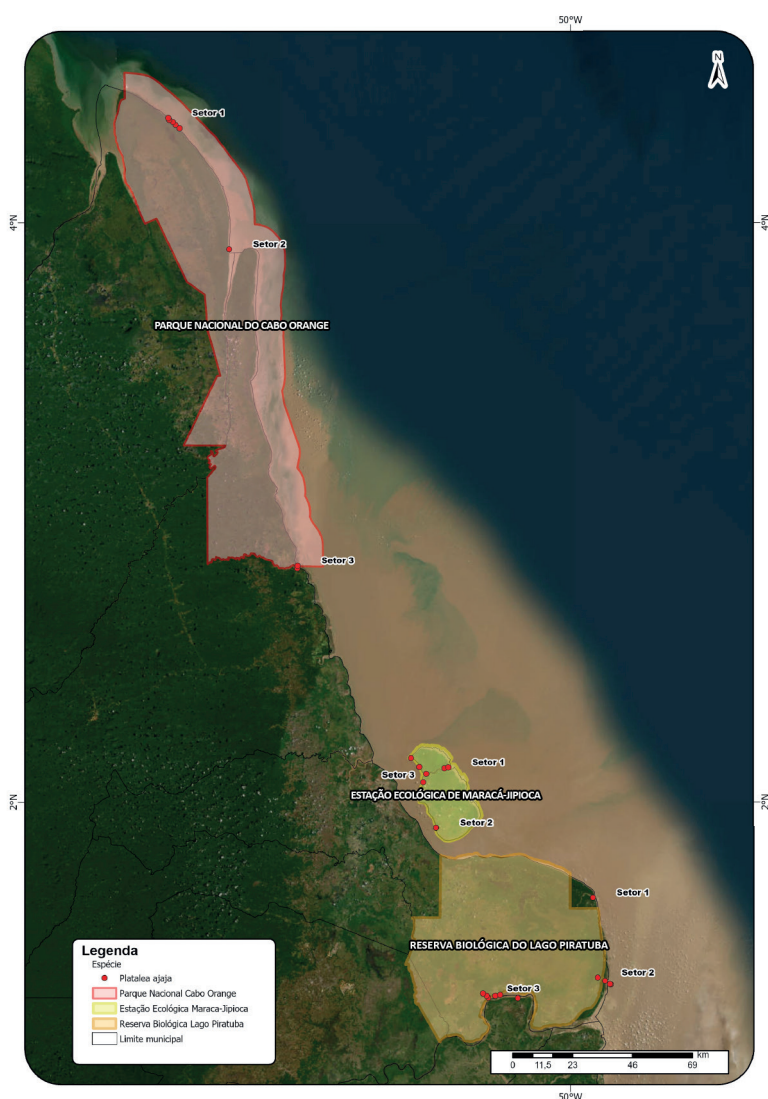 50°W
N
Setor 1
4°N
4°N
Setor 2
PARQUE NACIONAL DO CABO ORANGE
Setor 3
Setor 1
Setor 3
ESTAÇÃO ECOLÓGICA DE MARACÁ-JIPIOCA
2°N
2°N
Setor 2
Setor 1
RESERVA BIOLÓGICA DO LAGO PIRATUBA
Setor 2
Setor 3
Legenda
Espécie
Platalea ajaja
Parque Nacional Cabo Orange
Estação Ecológica Maraca-Jipioca
Reserva Biológica Lago Piratuba
Limite municipal
km
0 11,5 23 46 69
50°W